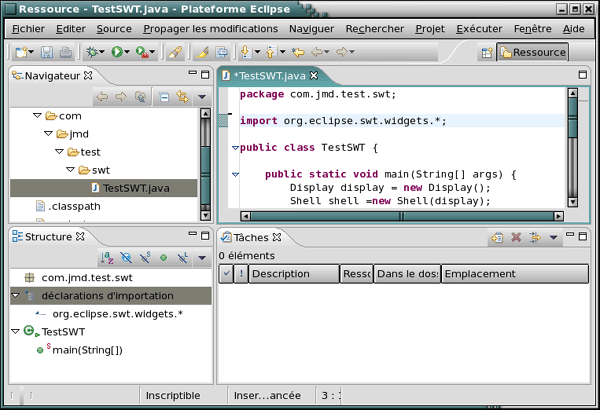 Ressource - TestSWT.java - Plateforme Eclipse
Fichier Editer Source Propager les modifications Naviguer Rechercher Projet Exécuter Fenêtre Aide
Ressource
Navigateur
com
jmd
test
swt
TestSWT.java
.classpath
*TestSWT.java
package com.jmd.test.swt;
import org.eclipse.swt.widgets.*;
public class TestSWT {
public static void main(String[] args) {
Display display = new Display();
Shell shell =new Shell(display);
Structure
com.jmd.test.swt
déclarations d'importation
org.eclipse.swt.widgets.*
TestSWT
main(String[])
Tâches
0 éléments
! Description Resso Dans le dos: Emplacement
Inscriptible Inser...ancée 3 :